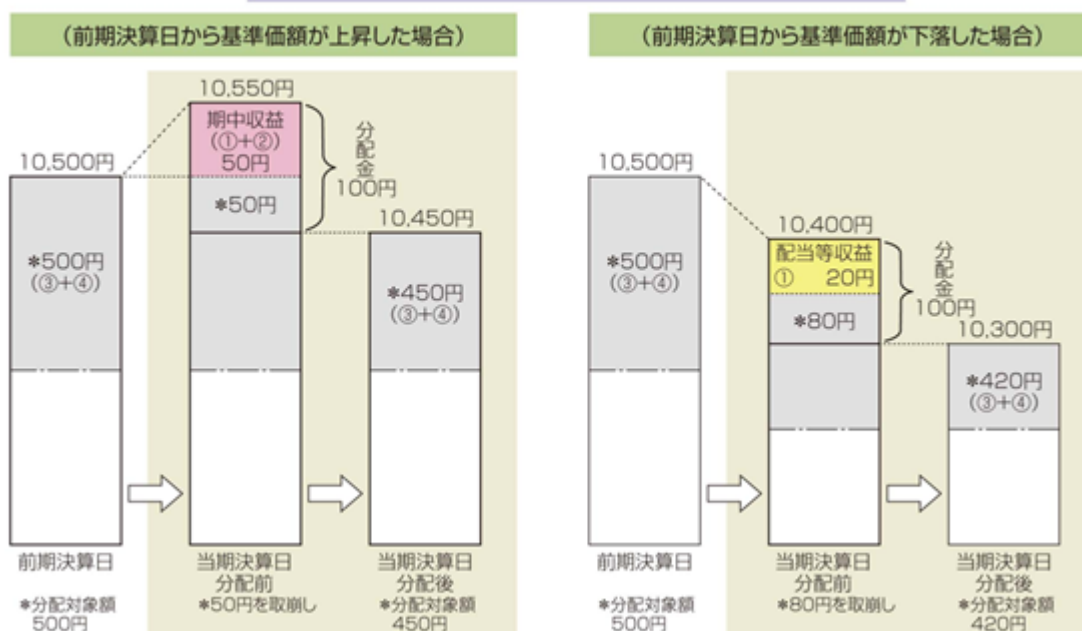 (前期決算日から基準価額が上昇した場合)
10,550円
期中収益
(①+②)
50円
*50円
分配金
100円
10,500円
*500円
(③+④)
10,450円
*450円
(③+④)
前期決算日
*分配対象額
500円
当期決算日
分配前
*50円を取崩し
当期決算日
分配後
*分配対象額
450円
(前期決算日から基準価額が下落した場合)
10,500円
*500円
(③+④)
10,400円
配当等収益
① 20円
*80円
分配金
100円
10,300円
*420円
(③+④)
前期決算日
*分配対象額
500円
当期決算日
分配前
*80円を取崩し
当期決算日
分配後
*分配対象額
420円